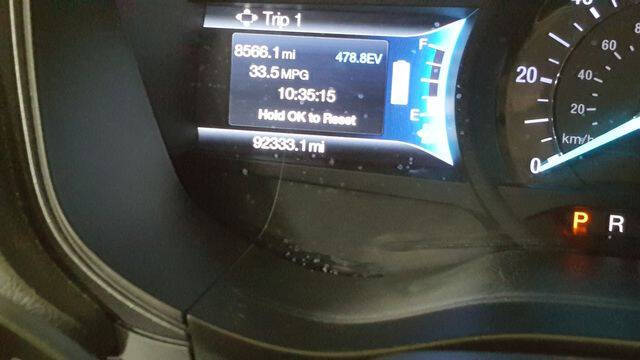 Trip 1
8566.1 mi 478.8EV
33.5 MPG
10:35:15
Hold OK to Reset
92333.1 mi
F
E
20
0
60
40
20
km/h
P R